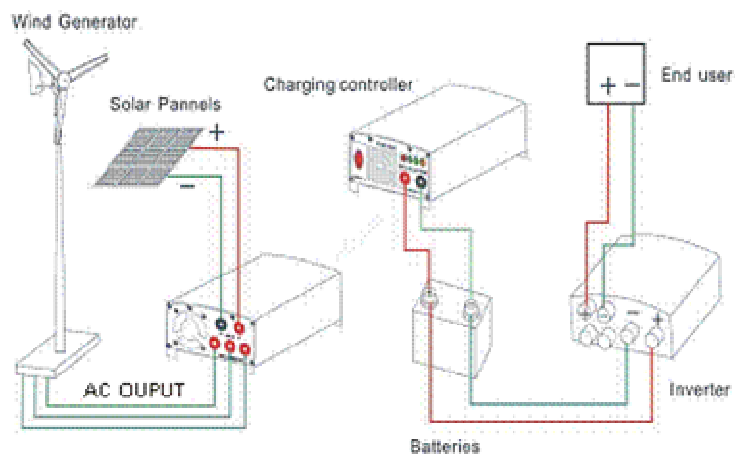 Wind Generator
Solar Pannels
+
−
Charging controller
+ −
End user
+ − − +
AC OUPUT
Inverter
Batteries